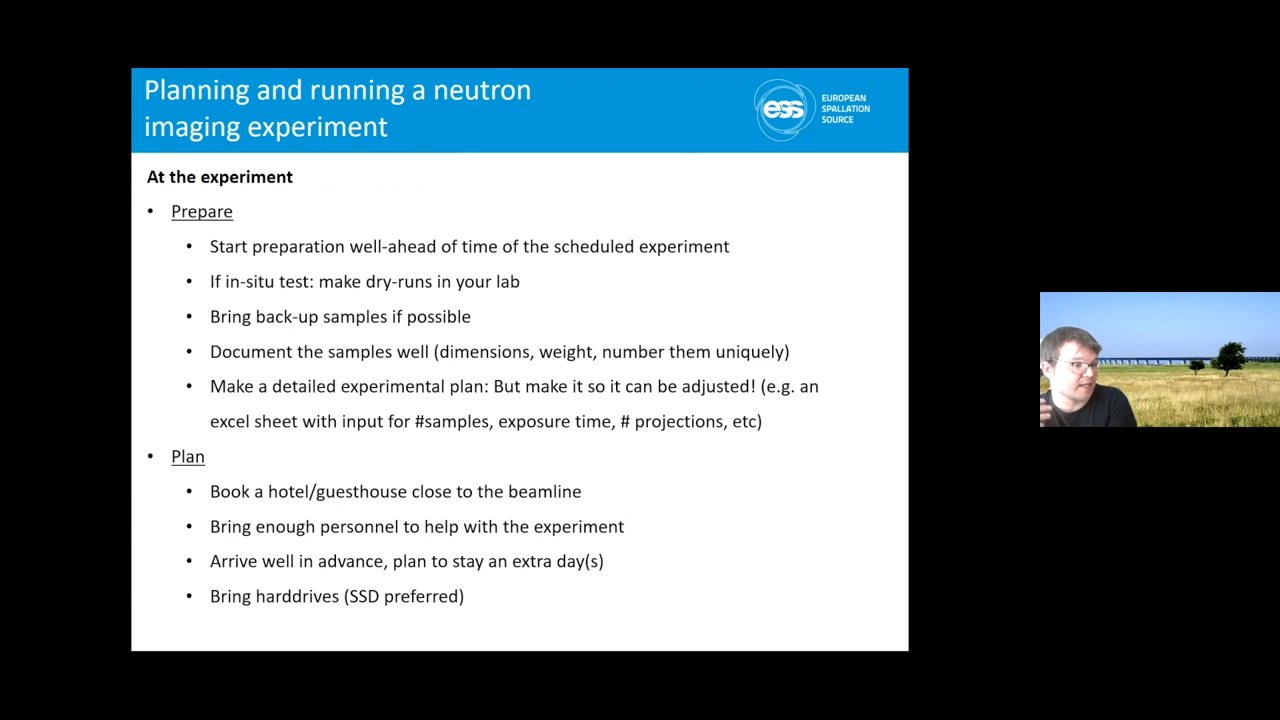 Planning and running a neutron
imaging experiment
ess
EUROPEAN
SPALLATION
SOURCE
At the experiment
• Prepare
• Start preparation well-ahead of time of the scheduled experiment
• If in-situ test: make dry-runs in your lab
• Bring back-up samples if possible
• Document the samples well (dimensions, weight, number them uniquely)
• Make a detailed experimental plan: But make it so it can be adjusted! (e.g. an
excel sheet with input for #samples, exposure time, # projections, etc)
• Plan
• Book a hotel/guesthouse close to the beamline
• Bring enough personnel to help with the experiment
• Arrive well in advance, plan to stay an extra day(s)
• Bring harddrives (SSD preferred)